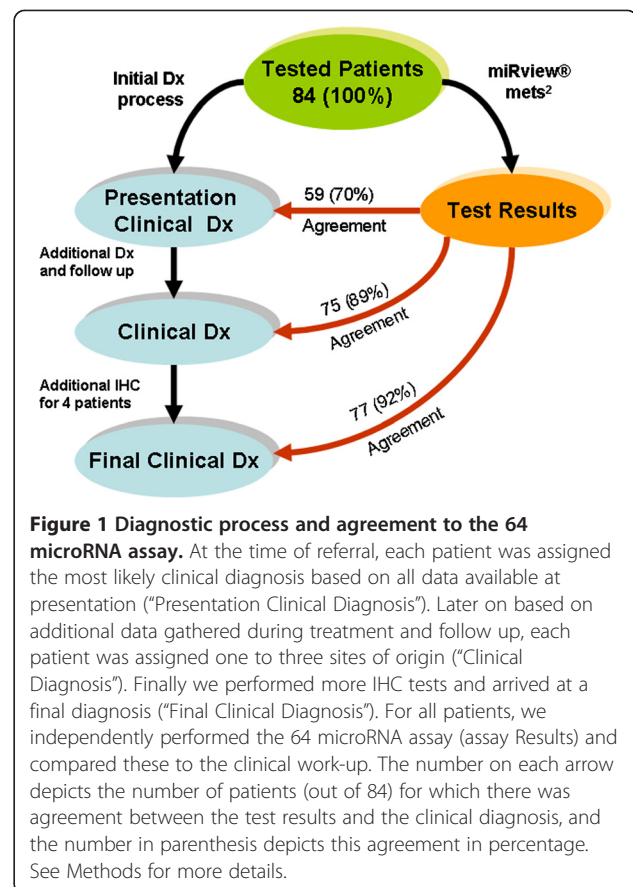 Initial Dx
process
Tested Patients
84 (100%)
miRview®
mets²
Presentation
Clinical Dx
59 (70%)
Agreement
Test Results
Additional Dx
and follow up
75 (89%)
Agreement
Clinical Dx
Additional IHC
for 4 patients
77 (92%)
Agreement
Final Clinical Dx
Figure 1 Diagnostic process and agreement to the 64
microRNA assay. At the time of referral, each patient was assigned
the most likely clinical diagnosis based on all data available at
presentation (“Presentation Clinical Diagnosis”). Later on based on
additional data gathered during treatment and follow up, each
patient was assigned one to three sites of origin (“Clinical
Diagnosis”). Finally we performed more IHC tests and arrived at a
final diagnosis (“Final Clinical Diagnosis”). For all patients, we
independently performed the 64 microRNA assay (assay Results) and
compared these to the clinical work-up. The number on each arrow
depicts the number of patients (out of 84) for which there was
agreement between the test results and the clinical diagnosis, and
the number in parenthesis depicts this agreement in percentage.
See Methods for more details.